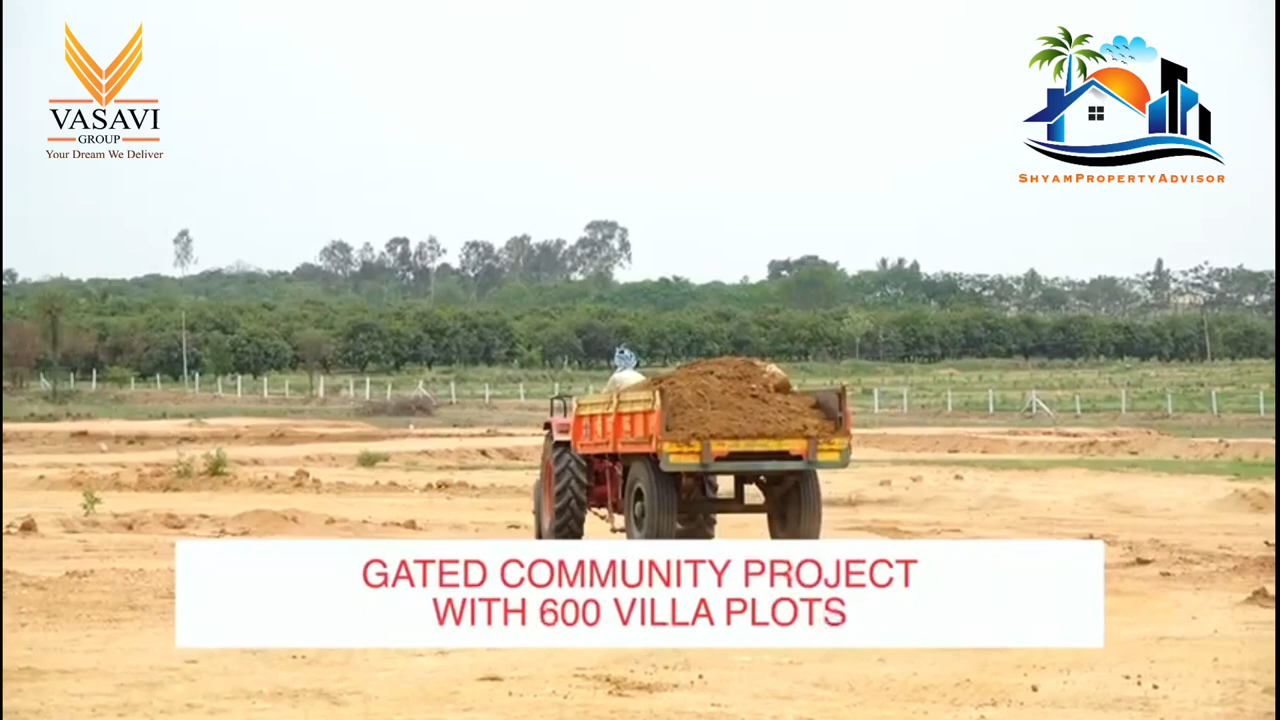 VASAVI
GROUP
Your Dream We Deliver
SHYAMPROPERTYADVISOR
GATED COMMUNITY PROJECT
WITH 600 VILLA PLOTS